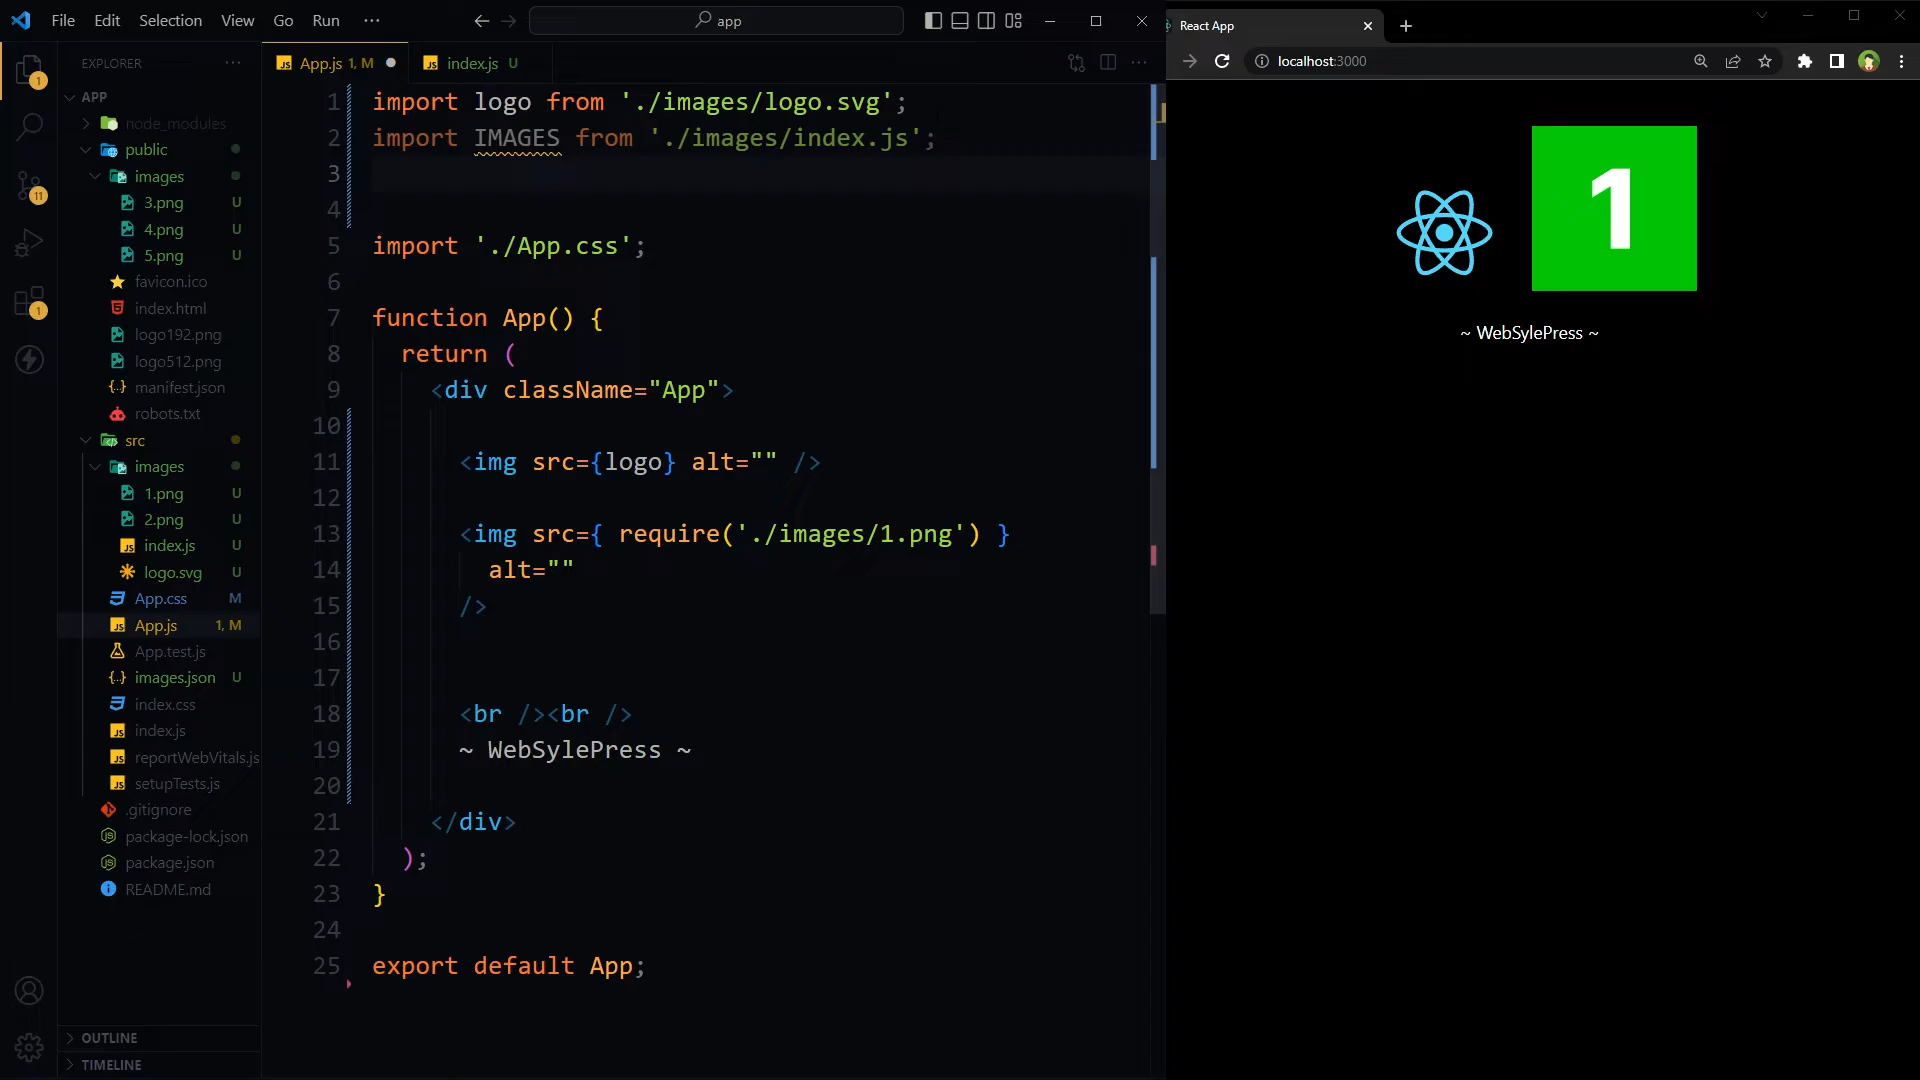 File Edit Selection View Go Run ···
app
EXPLORER ···
APP
node_modules
public
images
3.png U
4.png U
5.png U
favicon.ico
index.html
logo192.png
logo512.png
manifest.json
robots.txt
src
images
1.png U
2.png U
index.js U
logo.svg U
App.css M
App.js 1, M
App.test.js
images.json U
index.css
index.js
reportWebVitals.js
setupTests.js
.gitignore
package-lock.json
package.json
README.md
OUTLINE
TIMELINE
1
11
1
App.js 1, M
index.js U
1 import logo from './images/logo.svg';
2 import IMAGES from './images/index.js';
3
4
5 import './App.css';
6
7 function App() {
8 return (
9 <div className="App">
10
11 <img src={logo} alt="" />
12
13 <img src={ require('./images/1.png') }
14 alt=""
15 />
16
17
18 <br /><br />
19 ~ WebSylePress ~
20
21 </div>
22 );
23 }
24
25 export default App;
React App
localhost:3000
1
~ WebSylePress ~